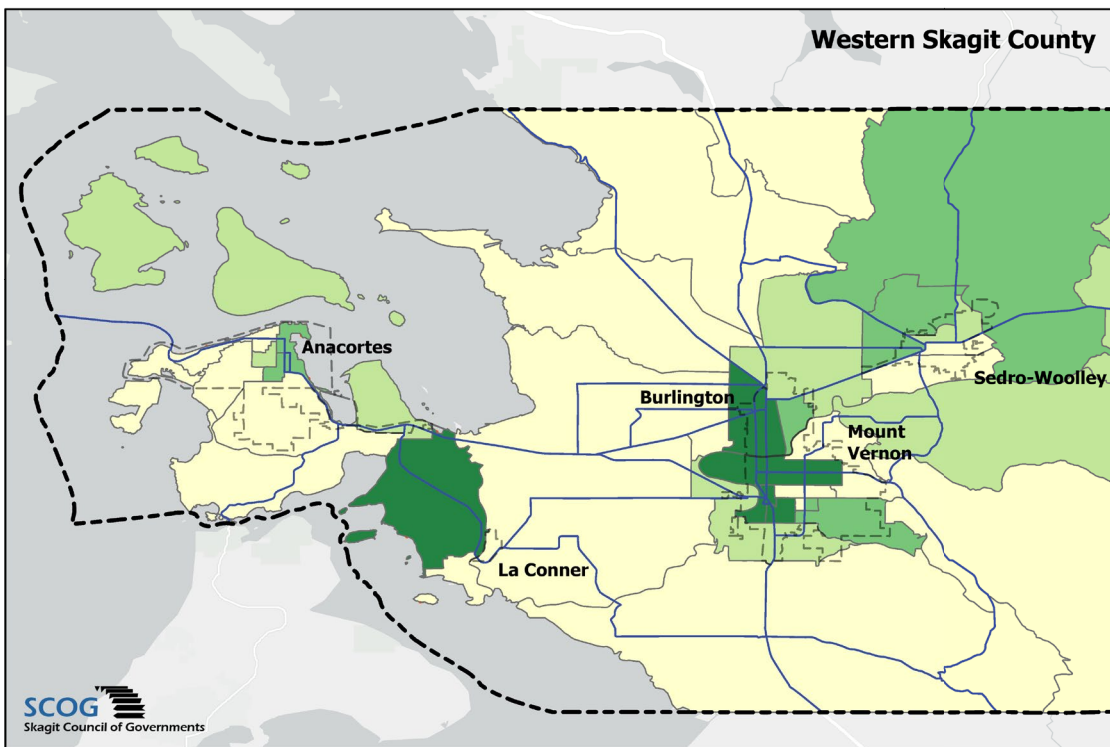 Western Skagit County
Anacortes
Burlington
Sedro-Woolley
Mount
Vernon
La Conner
SCOG
Skagit Council of Governments